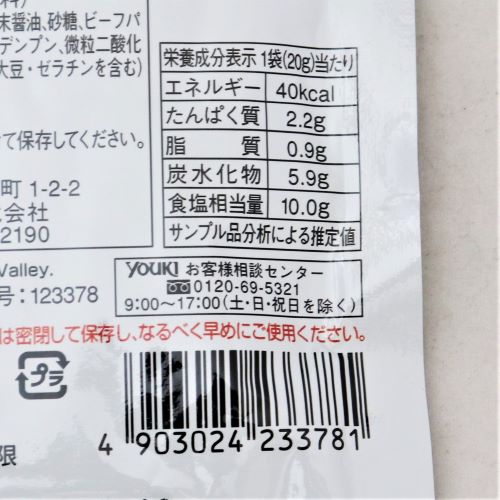 末醤油、砂糖、ビーフパ
デンプン、微粒二酸化
大豆・ゼラチンを含む)
て保存してください。
町 1-2-2
式会社
2190
Valley.
号:123378
栄養成分表示 1袋(20g)当たり
エネルギー 40kcal
たんぱく質 2.2g
脂質 0.9g
炭水化物 5.9g
食塩相当量 10.0g
サンプル品分析による推定値
YOUKI お客様相談センター
0120-69-5321
9:00~17:00(土・日・祝日を除く)
は密閉して保存し、なるべく早めにご使用ください。
プラ
限
4 903024 233781